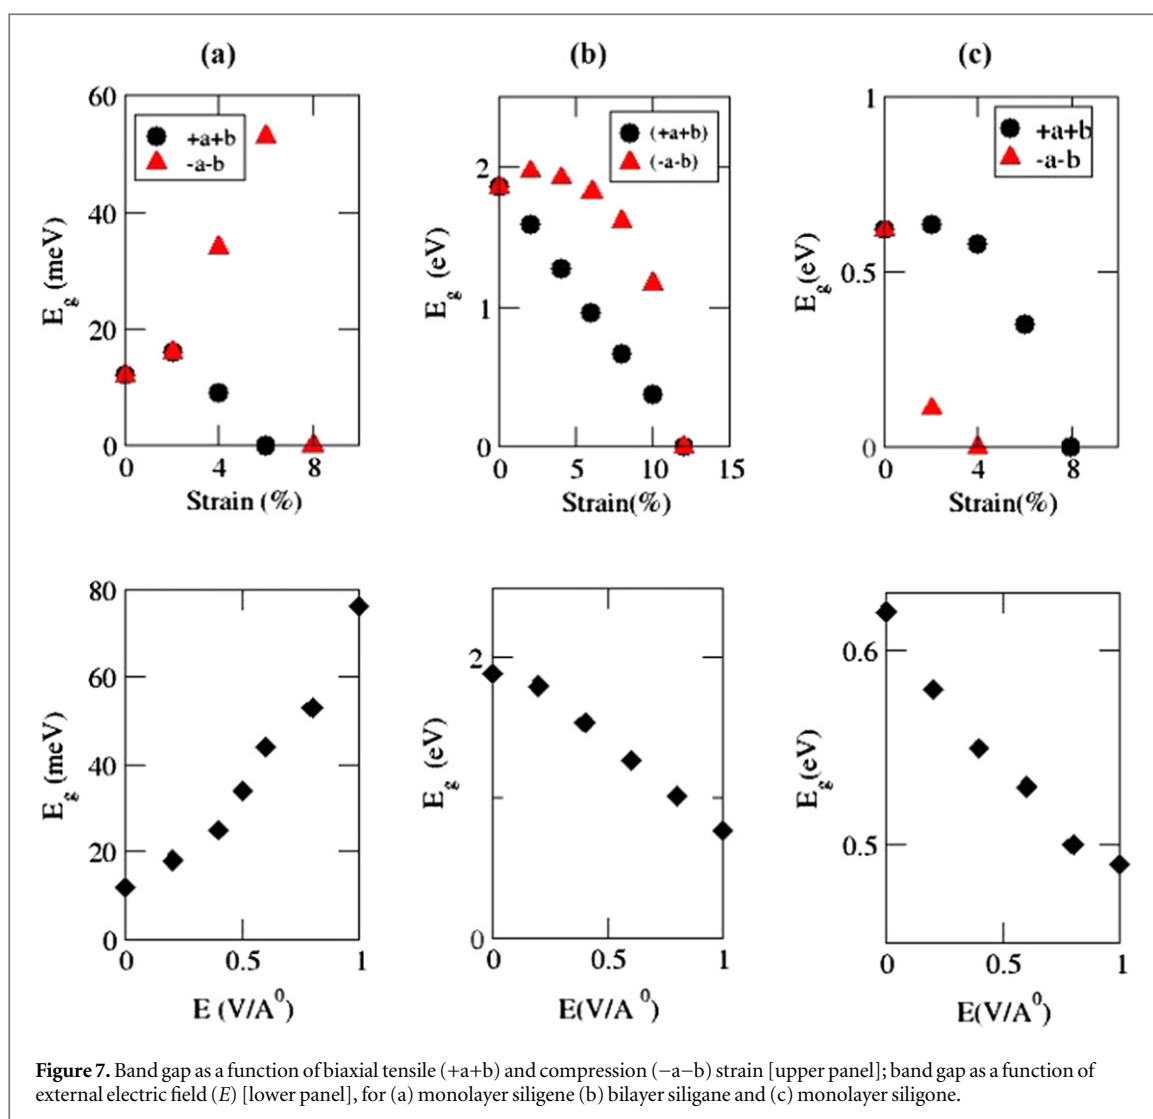 (a)
60
40
20
0
+a+b
-a-b
E_g (meV)
0 4 8
Strain (%)
(b)
2
1
0
(+a+b)
(-a-b)
E_g (eV)
0 5 10 15
Strain(%)
(c)
1
0.5
0
+a+b
-a-b
E_g (eV)
0 4 8
Strain(%)
80
60
40
20
0
E_g (meV)
0 0.5 1
E (V/A⁰)
2
0
E_g (eV)
0 0.5 1
E(V/A⁰)
0.6
0.5
E_g (eV)
0 0.5 1
E(V/A⁰)
Figure 7. Band gap as a function of biaxial tensile (+a+b) and compression (−a−b) strain [upper panel]; band gap as a function of
external electric field (E) [lower panel], for (a) monolayer siligene (b) bilayer siligane and (c) monolayer siligone.